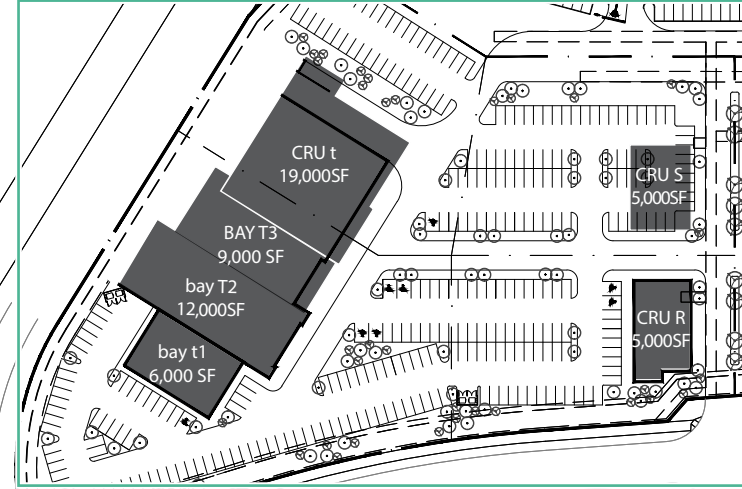 CRU t
19,000SF
CRU S
5,000SF
BAY T3
9,000 SF
bay T2
12,000SF
CRU R
5,000SF
bay t1
6,000 SF